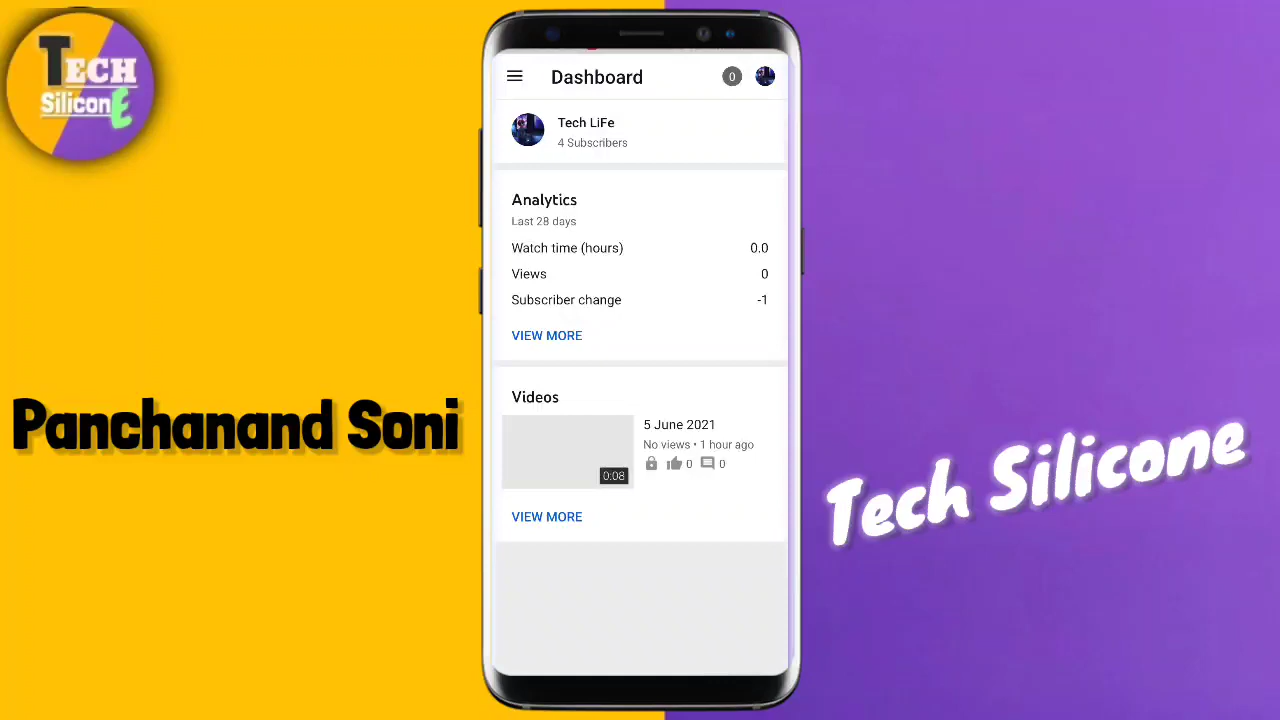 TECH
SiliconE
Dashboard
0
Tech LiFe
4 Subscribers
Analytics
Last 28 days
Watch time (hours) 0.0
Views 0
Subscriber change -1
VIEW MORE
Videos
5 June 2021
No views • 1 hour ago
0 0
0:08
VIEW MORE
Panchanand Soni
Tech Silicone